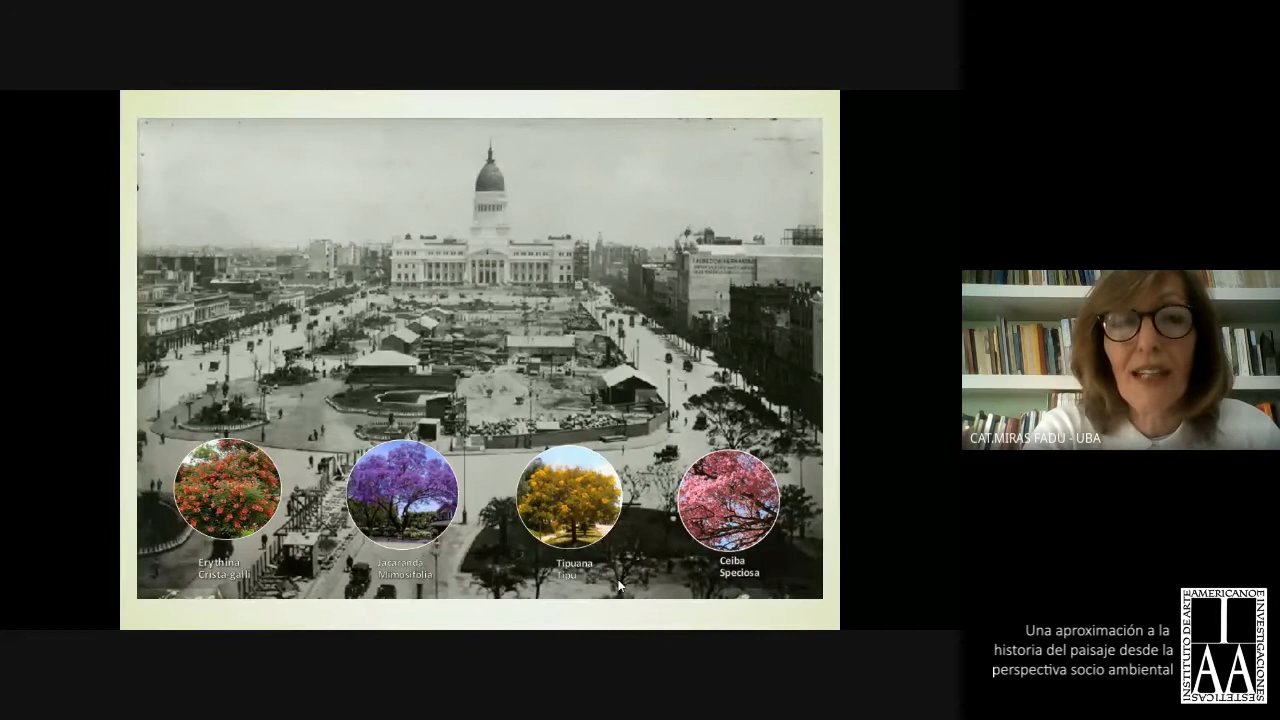 Erythina
Crista-galli
Jacaranda
Mimosifolia
Tipuana
Tipu
Ceiba
Speciosa
CAT.MIRAS FADU - UBA
Una aproximación a la
historia del paisaje desde la
perspectiva socio ambiental
INSTITUTO DE ARTE
AMERICANO
E INVESTIGACIONES
ESTETICAS
IAA